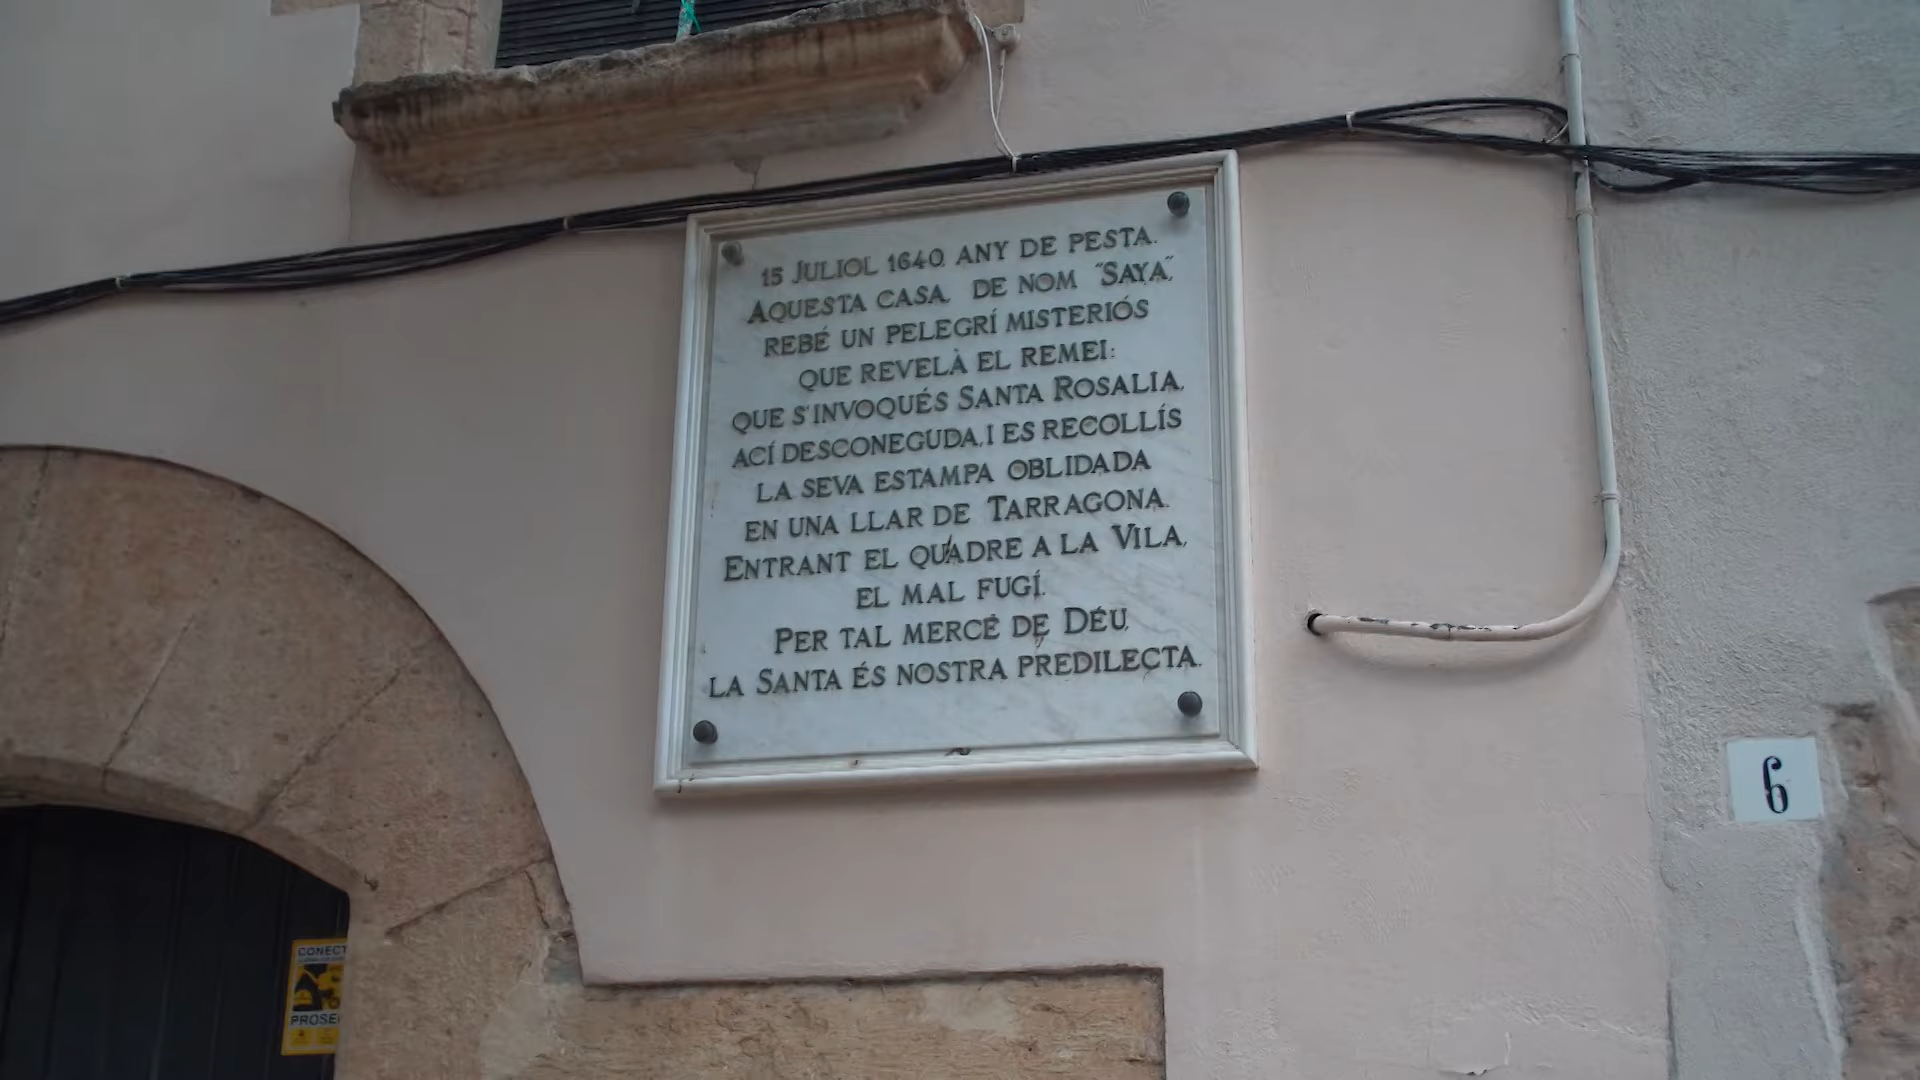 15 JULIOL 1640. ANY DE PESTA.
AQUESTA CASA, DE NOM "SAYA",
REBÉ UN PELEGRÍ MISTERIÓS
QUE REVELÀ EL REMEI:
QUE S'INVOQUÉS SANTA ROSALIA,
ACÍ DESCONEGUDA, I ES RECOLLÍS
LA SEVA ESTAMPA OBLIDADA
EN UNA LLAR DE TARRAGONA.
ENTRANT EL QUADRE A LA VILA,
EL MAL FUGÍ.
PER TAL MERCÉ DE DÉU,
LA SANTA ÉS NOSTRA PREDILECTA.
6
CONECT
PROSE